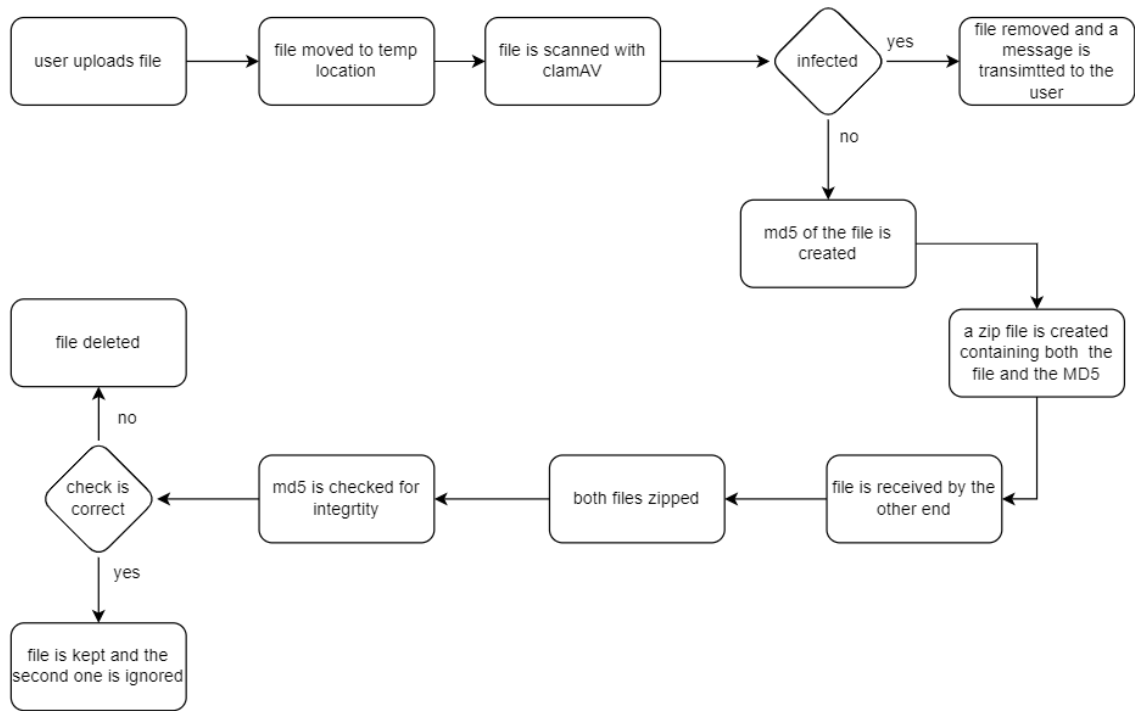 user uploads file
file moved to temp
location
file is scanned with
clamAV
infected
yes
file removed and a
message is
transimtted to the
user
no
md5 of the file is
created
a zip file is created
containing both the
file and the MD5
file is received by the
other end
both files zipped
md5 is checked for
integrtity
check is
correct
no
file deleted
yes
file is kept and the
second one is ignored